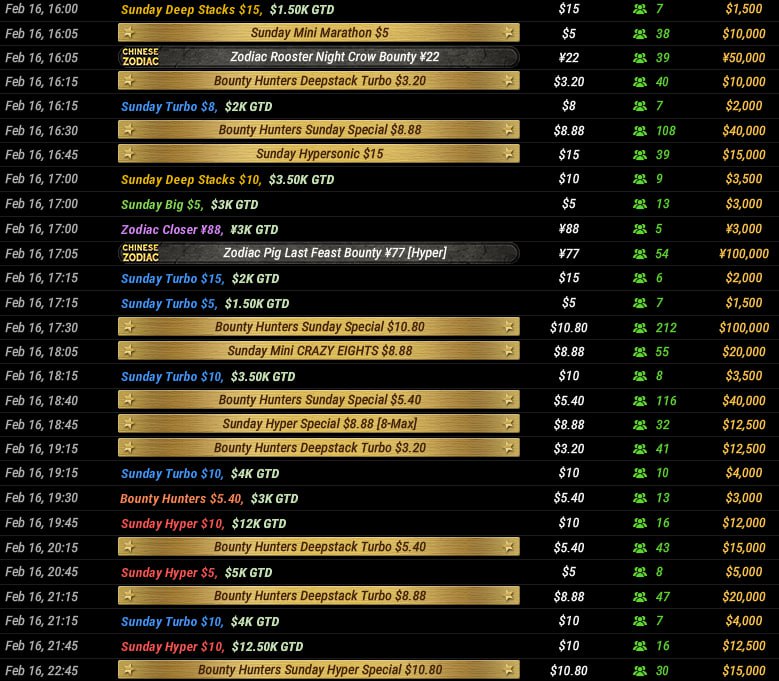 Feb 16, 16:00 Sunday Deep Stacks $15, $1.50K GTD $15 7 $1,500
Feb 16, 16:05 Sunday Mini Marathon $5 $5 38 $10,000
Feb 16, 16:05 CHINESE ZODIAC Zodiac Rooster Night Crow Bounty ¥22 ¥22 39 ¥50,000
Feb 16, 16:15 Bounty Hunters Deepstack Turbo $3.20 $3.20 40 $10,000
Feb 16, 16:15 Sunday Turbo $8, $2K GTD $8 7 $2,000
Feb 16, 16:30 Bounty Hunters Sunday Special $8.88 $8.88 108 $40,000
Feb 16, 16:45 Sunday Hypersonic $15 $15 39 $15,000
Feb 16, 17:00 Sunday Deep Stacks $10, $3.50K GTD $10 9 $3,500
Feb 16, 17:00 Sunday Big $5, $3K GTD $5 13 $3,000
Feb 16, 17:00 Zodiac Closer ¥88, ¥3K GTD ¥88 5 ¥3,000
Feb 16, 17:05 CHINESE ZODIAC Zodiac Pig Last Feast Bounty ¥77 [Hyper] ¥77 54 ¥100,000
Feb 16, 17:15 Sunday Turbo $15, $2K GTD $15 6 $2,000
Feb 16, 17:15 Sunday Turbo $5, $1.50K GTD $5 7 $1,500
Feb 16, 17:30 Bounty Hunters Sunday Special $10.80 $10.80 212 $100,000
Feb 16, 18:05 Sunday Mini CRAZY EIGHTS $8.88 $8.88 55 $20,000
Feb 16, 18:15 Sunday Turbo $10, $3.50K GTD $10 8 $3,500
Feb 16, 18:40 Bounty Hunters Sunday Special $5.40 $5.40 116 $40,000
Feb 16, 18:45 Sunday Hyper Special $8.88 [8-Max] $8.88 32 $12,500
Feb 16, 19:15 Bounty Hunters Deepstack Turbo $3.20 $3.20 41 $12,500
Feb 16, 19:15 Sunday Turbo $10, $4K GTD $10 10 $4,000
Feb 16, 19:30 Bounty Hunters $5.40, $3K GTD $5.40 13 $3,000
Feb 16, 19:45 Sunday Hyper $10, $12K GTD $10 16 $12,000
Feb 16, 20:15 Bounty Hunters Deepstack Turbo $5.40 $5.40 43 $15,000
Feb 16, 20:45 Sunday Hyper $5, $5K GTD $5 8 $5,000
Feb 16, 21:15 Bounty Hunters Deepstack Turbo $8.88 $8.88 47 $20,000
Feb 16, 21:15 Sunday Turbo $10, $4K GTD $10 7 $4,000
Feb 16, 21:45 Sunday Hyper $10, $12.50K GTD $10 16 $12,500
Feb 16, 22:45 Bounty Hunters Sunday Hyper Special $10.80 $10.80 30 $15,000